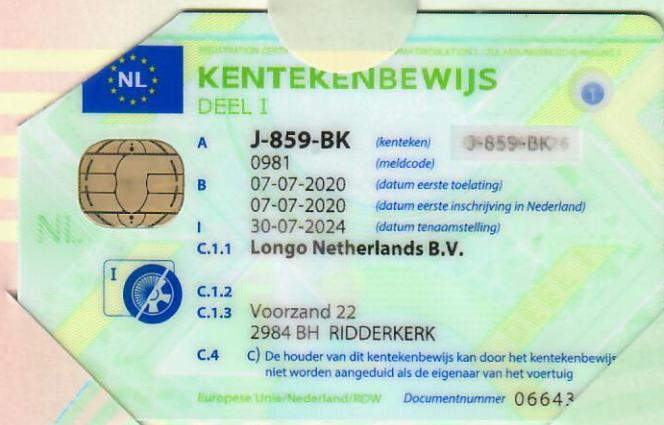 NL
KENTEKENBEWIJS
DEEL I
A J-859-BK (kenteken) J-859-BK
0981 (meldcode)
B 07-07-2020 (datum eerste toelating)
07-07-2020 (datum eerste inschrijving in Nederland)
I 30-07-2024 (datum tenaamstelling)
C.1.1 Longo Netherlands B.V.
NL
I
C.1.2
C.1.3 Voorzand 22
2984 BH RIDDERKERK
C.4 C) De houder van dit kentekenbewijs kan door het kentekenbewijs
niet worden aangeduid als de eigenaar van het voertuig
Europese Unie/Nederland/RDW Documentnummer 06643